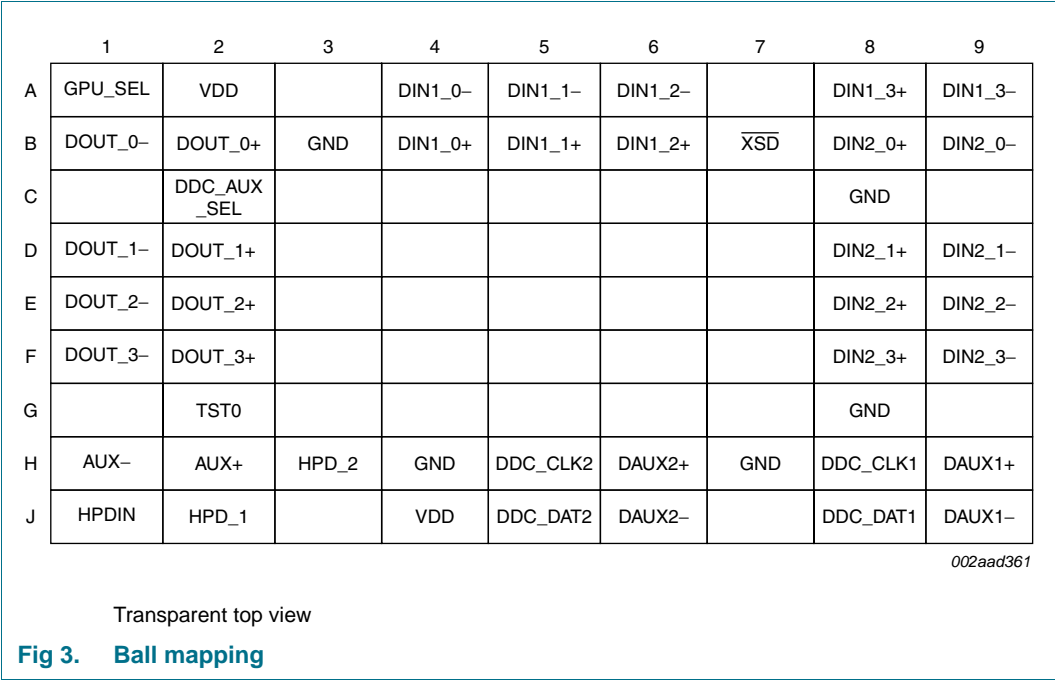 1 2 3 4 5 6 7 8 9
A GPU_SEL VDD DIN1_0− DIN1_1− DIN1_2− DIN1_3+ DIN1_3−
B DOUT_0− DOUT_0+ GND DIN1_0+ DIN1_1+ DIN1_2+ X̅S̅D̅ DIN2_0+ DIN2_0−
C DDC_AUX
_SEL GND
D DOUT_1− DOUT_1+ DIN2_1+ DIN2_1−
E DOUT_2− DOUT_2+ DIN2_2+ DIN2_2−
F DOUT_3− DOUT_3+ DIN2_3+ DIN2_3−
G TST0 GND
H AUX− AUX+ HPD_2 GND DDC_CLK2 DAUX2+ GND DDC_CLK1 DAUX1+
J HPDIN HPD_1 VDD DDC_DAT2 DAUX2− DDC_DAT1 DAUX1−
002aad361
Transparent top view
Fig 3. Ball mapping